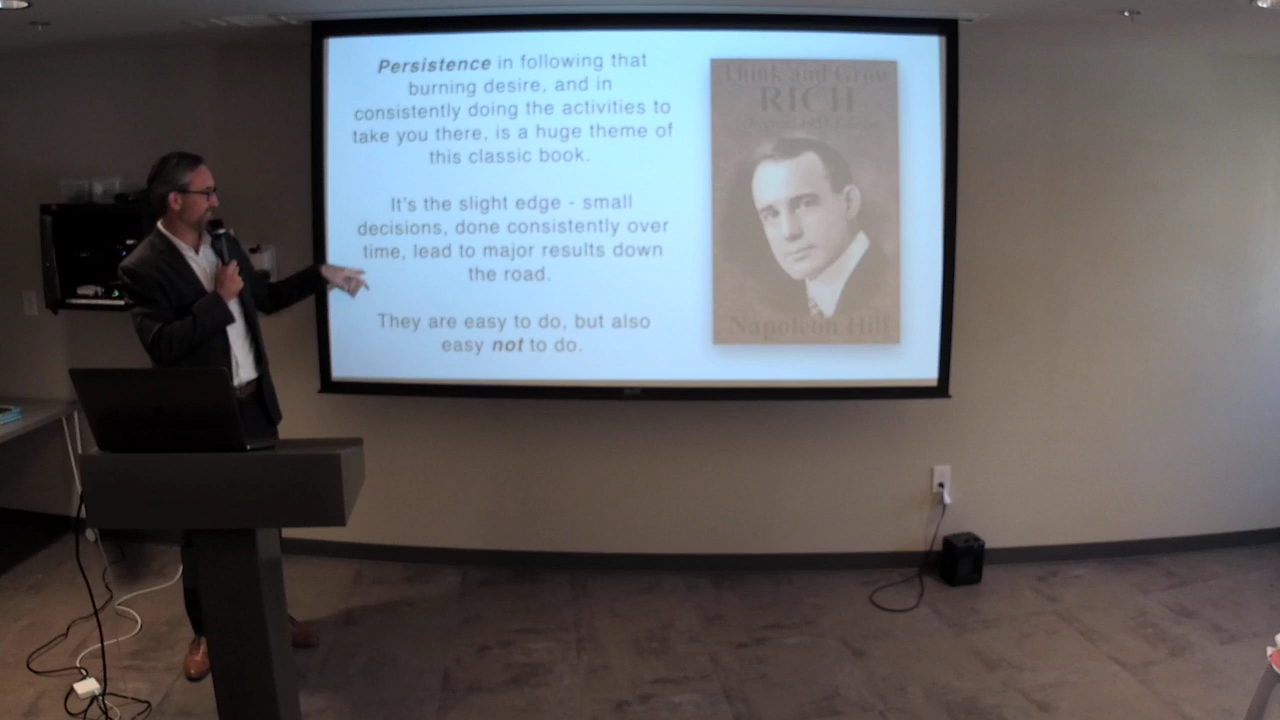 Persistence in following that
burning desire, and in
consistently doing the activities to
take you there, is a huge theme of
this classic book.
It's the slight edge - small
decisions, done consistently over
time, lead to major results down
the road.
They are easy to do, but also
easy not to do.
Think and Grow
RICH
Napoleon Hill